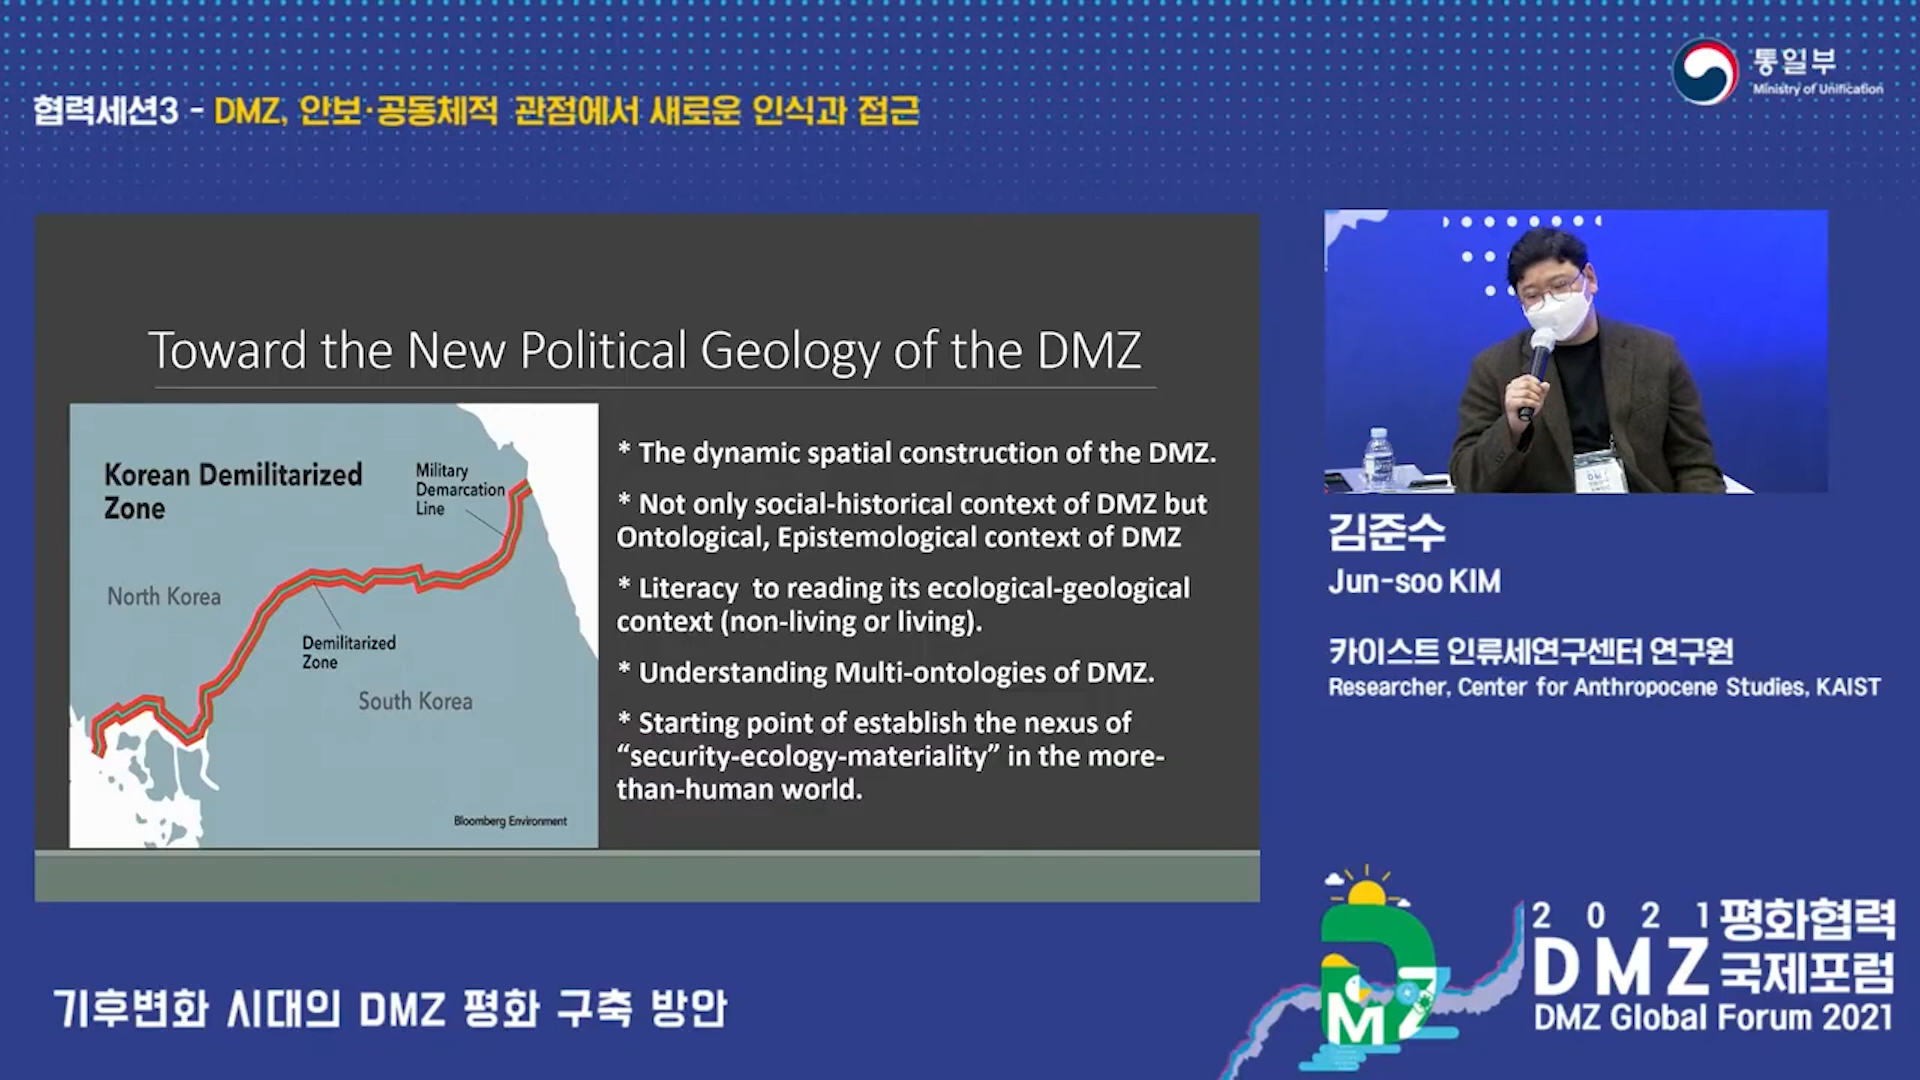 통일부
Ministry of Unification
협력세션3 - DMZ, 안보·공동체적 관점에서 새로운 인식과 접근
Toward the New Political Geology of the DMZ
Korean Demilitarized
Zone
Military
Demarcation
Line
North Korea
Demilitarized
Zone
South Korea
Bloomberg Environment
* The dynamic spatial construction of the DMZ.
* Not only social-historical context of DMZ but
Ontological, Epistemological context of DMZ
* Literacy  to reading its ecological-geological
context (non-living or living).
* Understanding Multi-ontologies of DMZ.
* Starting point of establish the nexus of
“security-ecology-materiality” in the more-
than-human world.
김준수
Jun-soo KIM
카이스트 인류세연구센터 연구원
Researcher, Center for Anthropocene Studies, KAIST
기후변화 시대의 DMZ 평화 구축 방안
DMZ
2021 평화협력
DMZ 국제포럼
DMZ Global Forum 2021